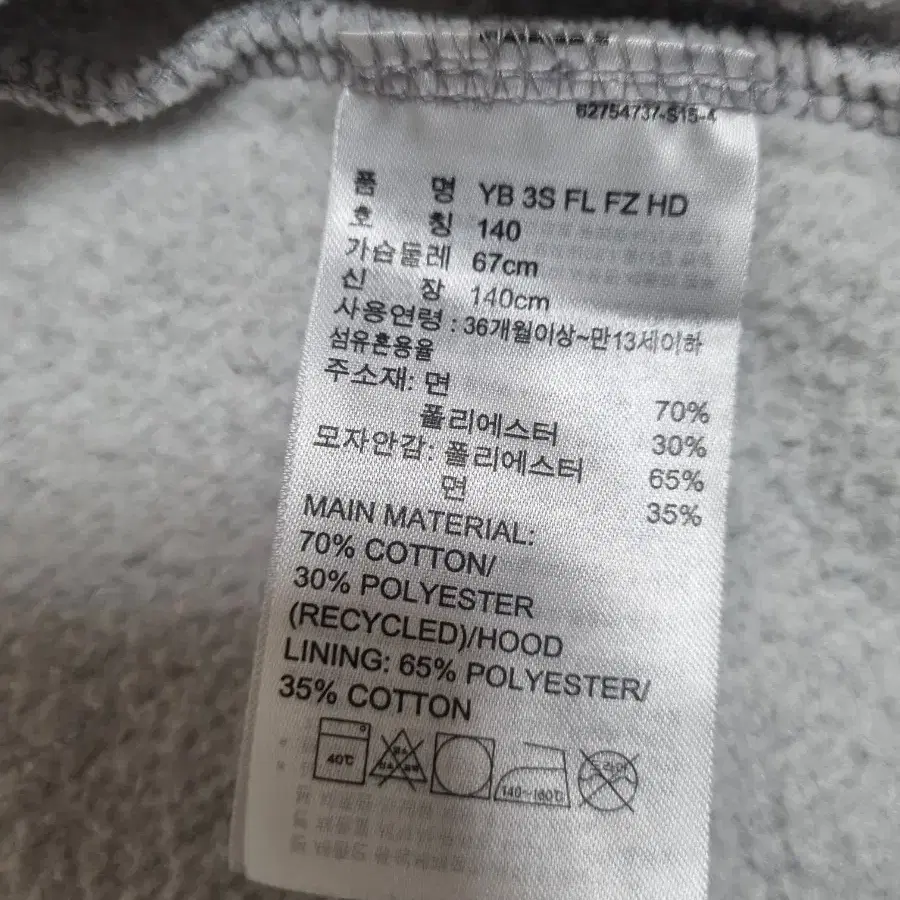 62754737-S15-4
품 명 YB 3S FL FZ HD
호 칭 140
가슴둘레 67cm
신 장 140cm
사용연령 : 36개월이상~만13세이하
섬유혼용율
주소재: 면 70%
폴리에스터 30%
모자안감: 폴리에스터 65%
면 35%
MAIN MATERIAL:
70% COTTON/
30% POLYESTER
(RECYCLED)/HOOD
LINING: 65% POLYESTER/
35% COTTON
40℃
140~160℃
드라이